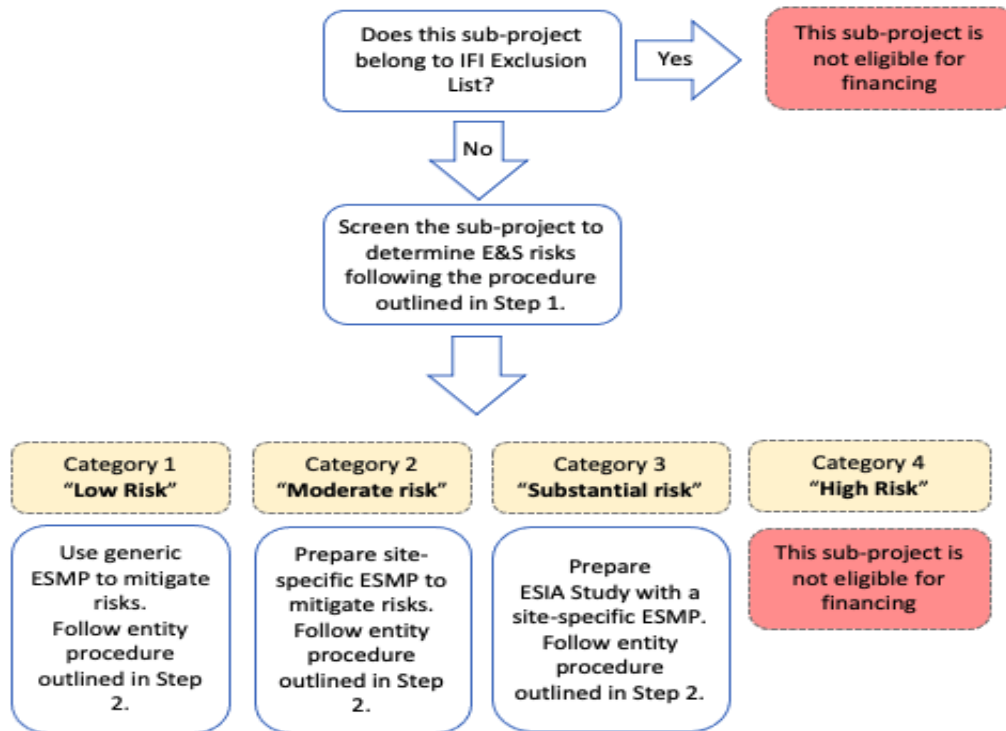 Does this sub-project
belong to IFI Exclusion
List?
Yes
This sub-project is
not eligible for
financing
No
Screen the sub-project to
determine E&S risks
following the procedure
outlined in Step 1.
Category 1
“Low Risk”
Category 2
“Moderate risk”
Category 3
“Substantial risk”
Category 4
“High Risk”
Use generic
ESMP to mitigate
risks.
Follow entity
procedure
outlined in Step
2.
Prepare site-
specific ESMP to
mitigate risks.
Follow entity
procedure
outlined in Step
2.
Prepare
ESIA Study with a
site-specific ESMP.
Follow entity
procedure
outlined in Step 2.
This sub-project is
not eligible for
financing